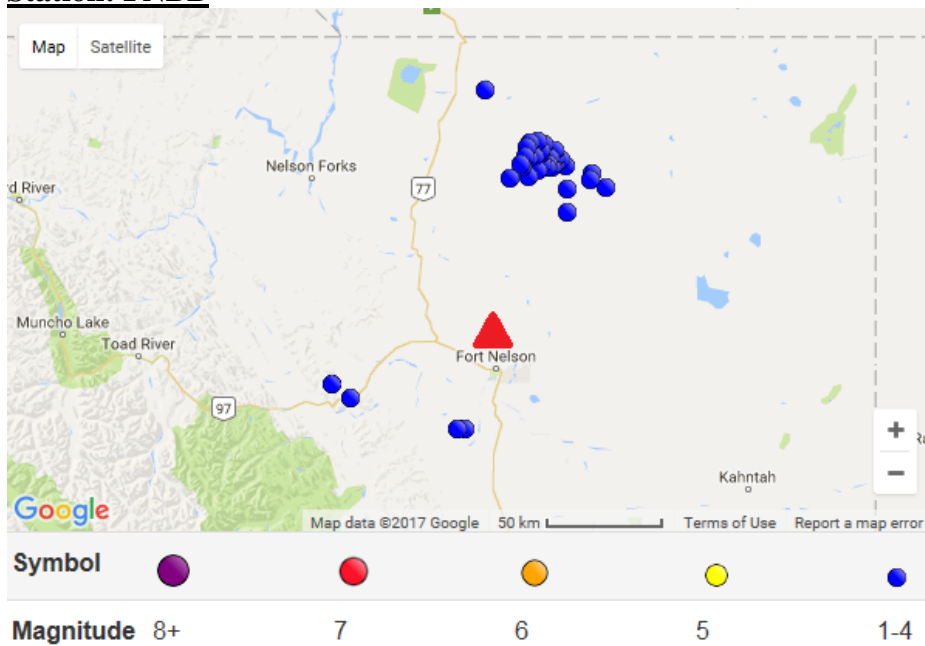 Map Satellite
Nelson Forks
77
d River
Muncho Lake
Toad River
Fort Nelson
97
Kahntah
+
−
Google
Map data ©2017 Google 50 km Terms of Use Report a map error
Symbol
Magnitude 8+ 7 6 5 1-4